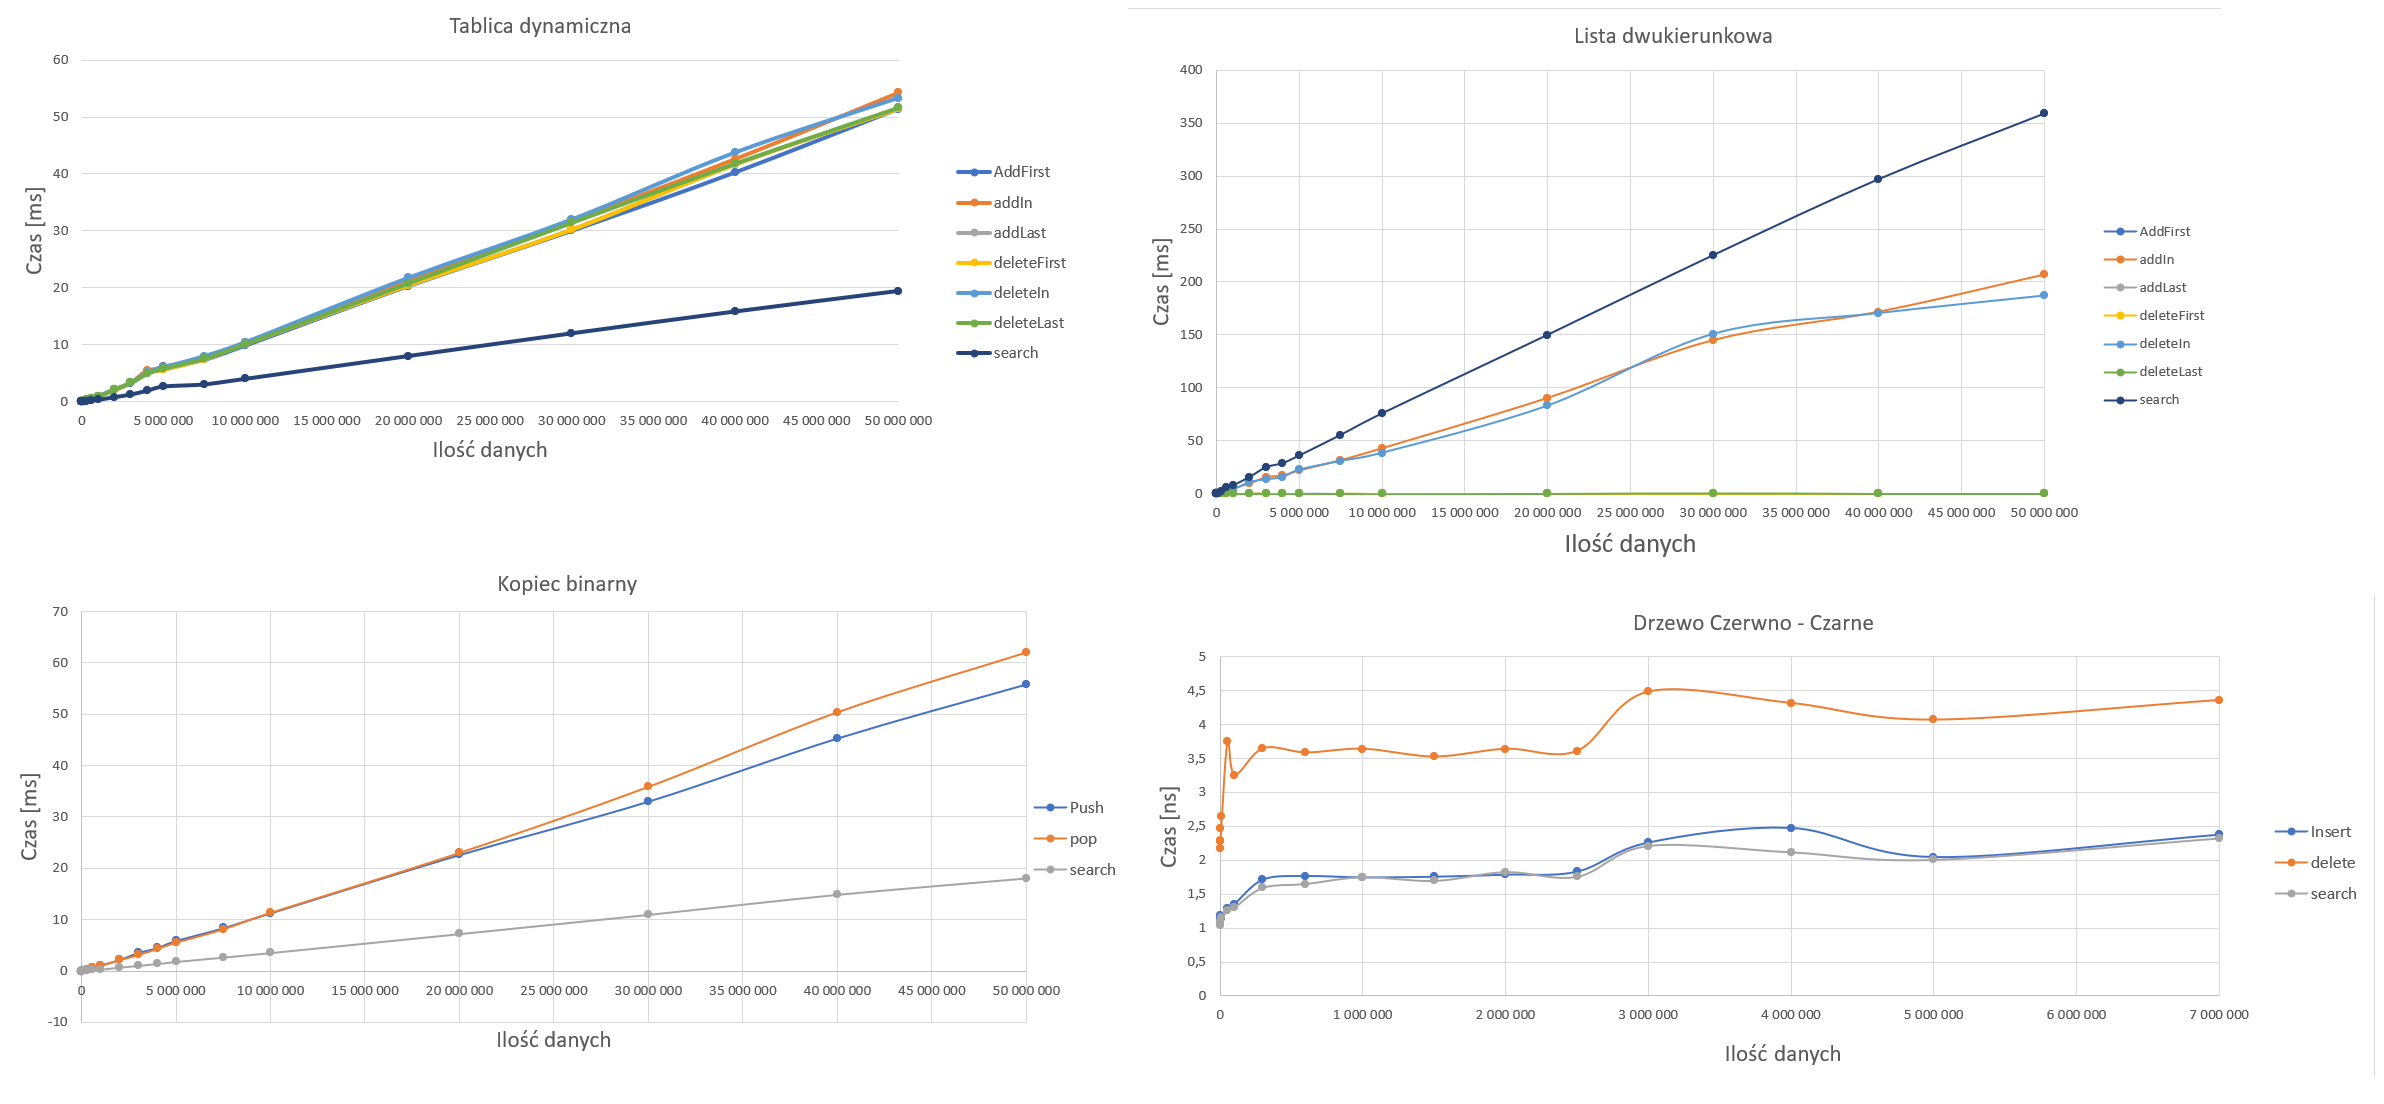 Tablica dynamiczna
60
50
40
30
20
10
0
Czas [ms]
0 5 000 000 10 000 000 15 000 000 20 000 000 25 000 000 30 000 000 35 000 000 40 000 000 45 000 000 50 000 000
Ilość danych
AddFirst
addIn
addLast
deleteFirst
deleteIn
deleteLast
search
Lista dwukierunkowa
400
350
300
250
200
150
100
50
0
Czas [ms]
0 5 000 000 10 000 000 15 000 000 20 000 000 25 000 000 30 000 000 35 000 000 40 000 000 45 000 000 50 000 000
Ilość danych
AddFirst
addIn
addLast
deleteFirst
deleteIn
deleteLast
search
Kopiec binarny
70
60
50
40
30
20
10
0
-10
Czas [ms]
0 5 000 000 10 000 000 15 000 000 20 000 000 25 000 000 30 000 000 35 000 000 40 000 000 45 000 000 50 000 000
Ilość danych
Push
pop
search
Drzewo Czerwno - Czarne
5
4,5
4
3,5
3
2,5
2
1,5
1
0,5
0
Czas [ns]
0 1 000 000 2 000 000 3 000 000 4 000 000 5 000 000 6 000 000 7 000 000
Ilość danych
Insert
delete
search